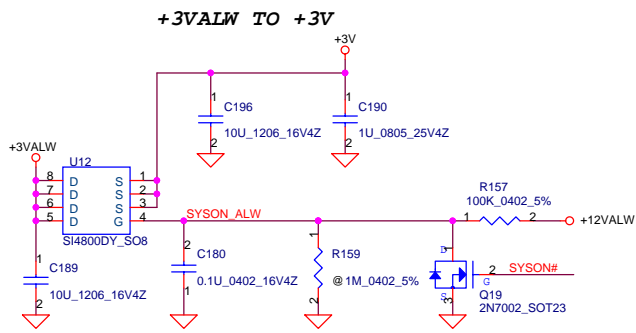 +3VALW TO +3V
+3V
1
C196
2
10U_1206_16V4Z
1
C190
2
1U_0805_25V4Z
+3VALW
U12
8 D S 1
7 D S 2
6 D S 3
5 D G 4
SI4800DY_SO8
SYSON_ALW
R157
100K_0402_5%
1 2
+12VALW
1
C189
2
10U_1206_16V4Z
2
C180
1
0.1U_0402_16V4Z
1
R159
@ 1M_0402_5%
2
1
D
2
G
S
3
SYSON#
Q19
2N7002_SOT23